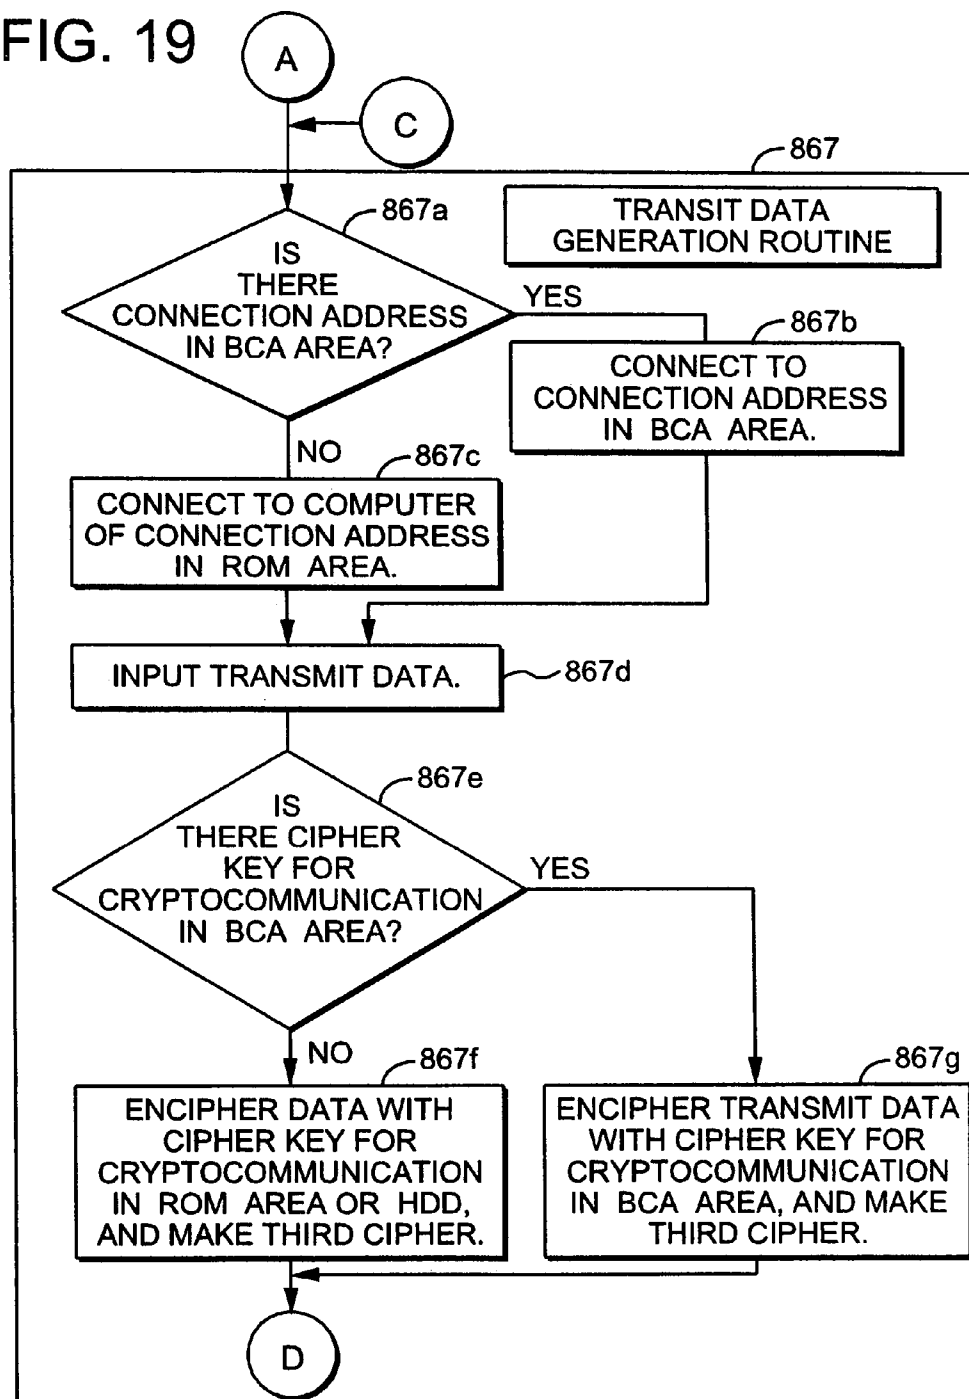 FIG. 19
A
C
867
TRANSIT DATA
GENERATION ROUTINE
867a
IS
THERE
CONNECTION ADDRESS
IN BCA AREA?
YES
867b
CONNECT TO
CONNECTION ADDRESS
IN BCA AREA.
NO
867c
CONNECT TO COMPUTER
OF CONNECTION ADDRESS
IN ROM AREA.
INPUT TRANSMIT DATA.
867d
867e
IS
THERE CIPHER
KEY FOR
CRYPTOCOMMUNICATION
IN BCA AREA?
YES
NO
867f
ENCIPHER DATA WITH
CIPHER KEY FOR
CRYPTOCOMMUNICATION
IN ROM AREA OR HDD,
AND MAKE THIRD CIPHER.
867g
ENCIPHER TRANSMIT DATA
WITH CIPHER KEY FOR
CRYPTOCOMMUNICATION
IN BCA AREA, AND MAKE
THIRD CIPHER.
D